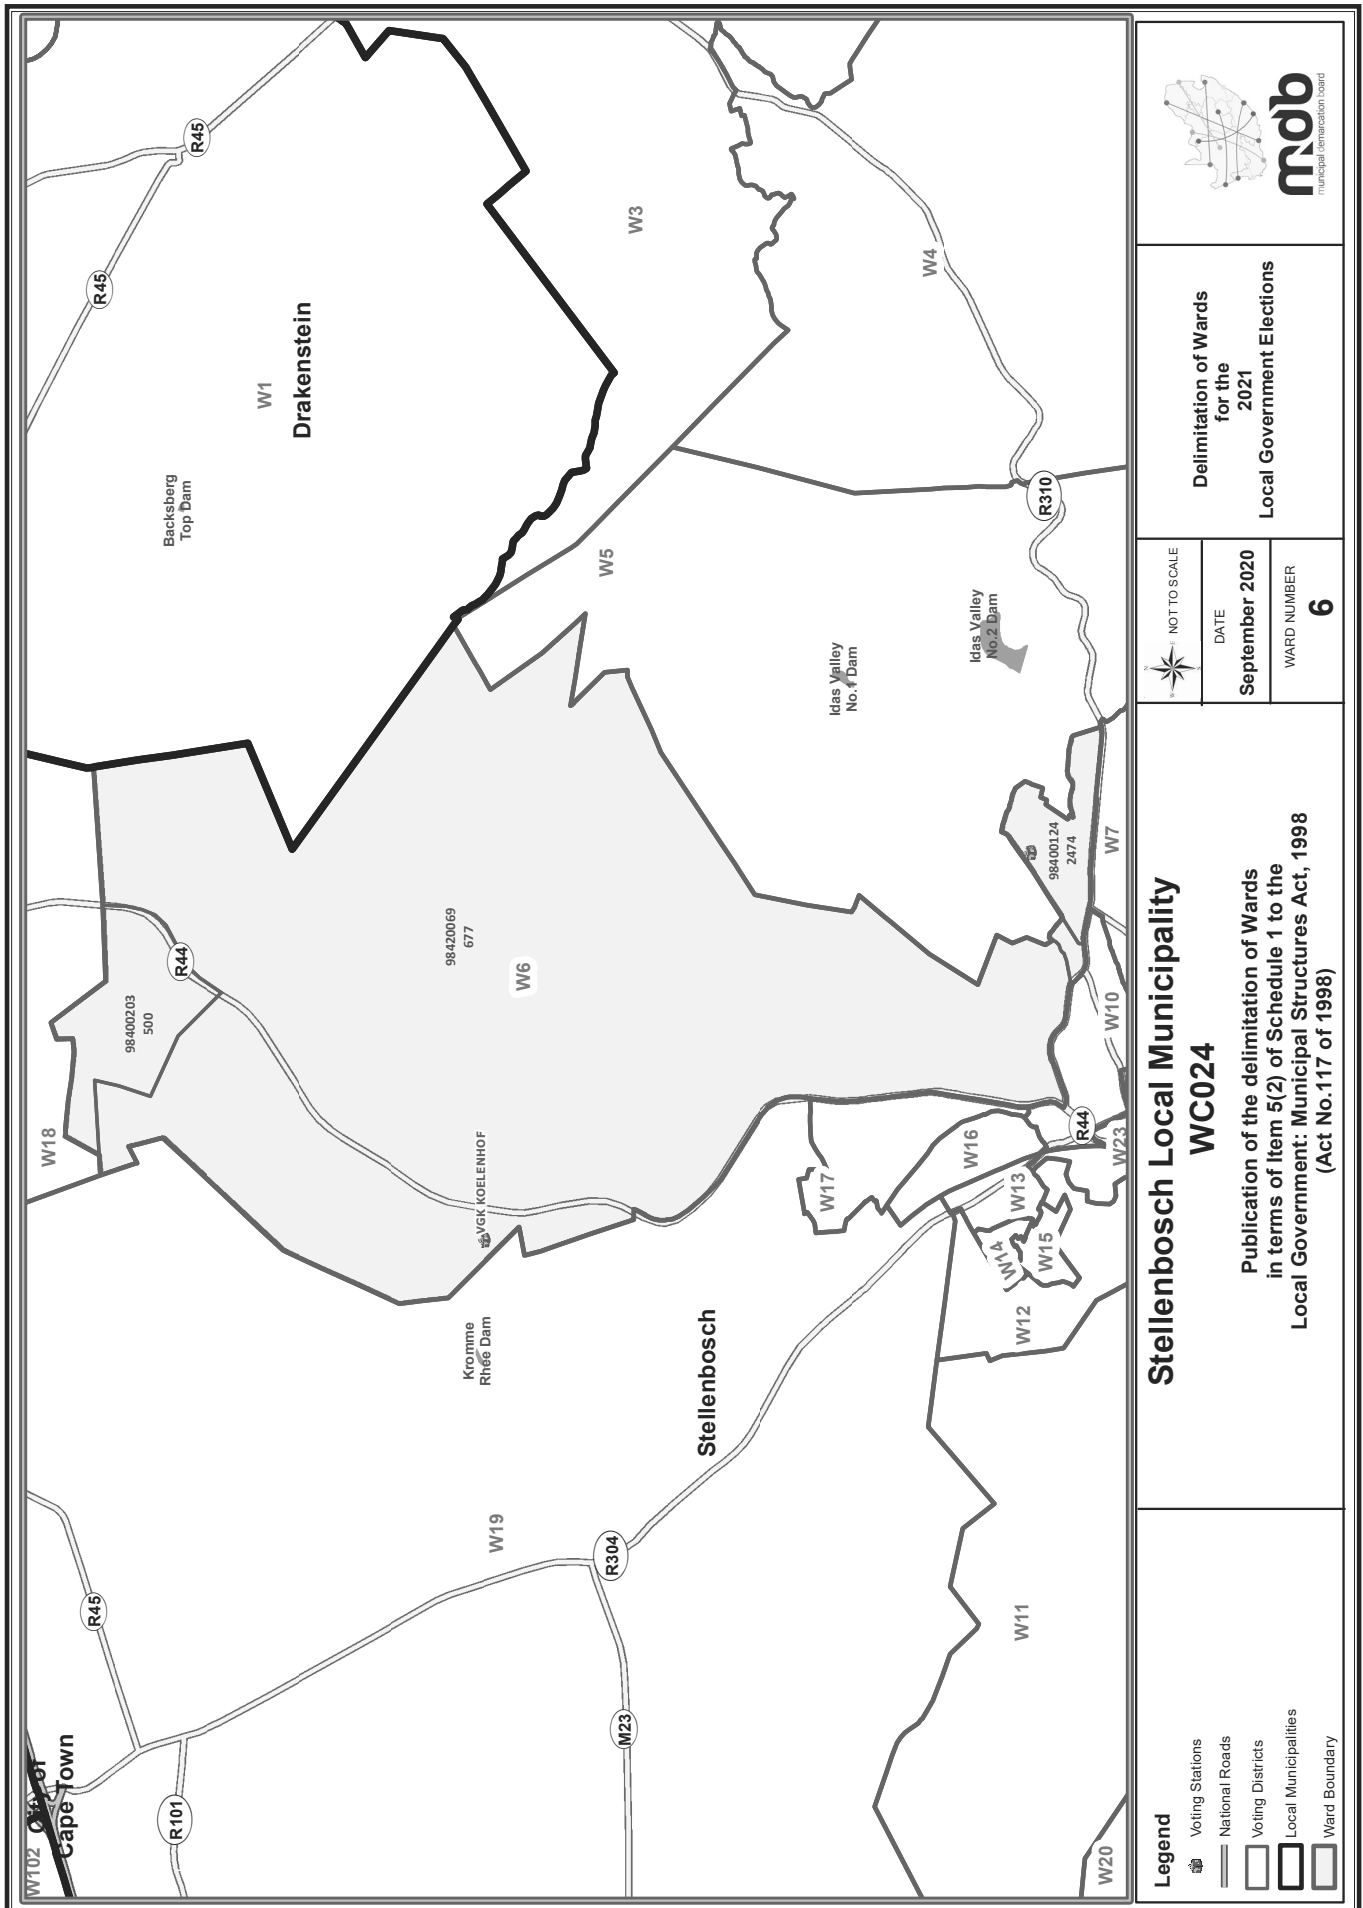 W102
City of
Cape Town
R101
R45
W19
M23
R304
W20
W11
Stellenbosch
Kromme
Rhee Dam
VGK KOELENHOF
W18
98400203
500
R44
98420069
677
W6
W17
W16
W13
W14
W15
W12
R44
W23
W10
W7
98400124
2474
Idas Valley
No.1 Dam
Idas Valley
No.2 Dam
W5
R310
W4
W3
Backsberg
Top Dam
W1
Drakenstein
R45
R45
Legend
Voting Stations
National Roads
Voting Districts
Local Municipalities
Ward Boundary
Stellenbosch Local Municipality
WC024
Publication of the delimitation of Wards
in terms of Item 5(2) of Schedule 1 to the
Local Government: Municipal Structures Act, 1998
(Act No.117 of 1998)
N
W E
S
NOT TO SCALE
DATE
September 2020
WARD NUMBER
6
Delimitation of Wards
for the
2021
Local Government Elections
mdb
municipal demarcation board